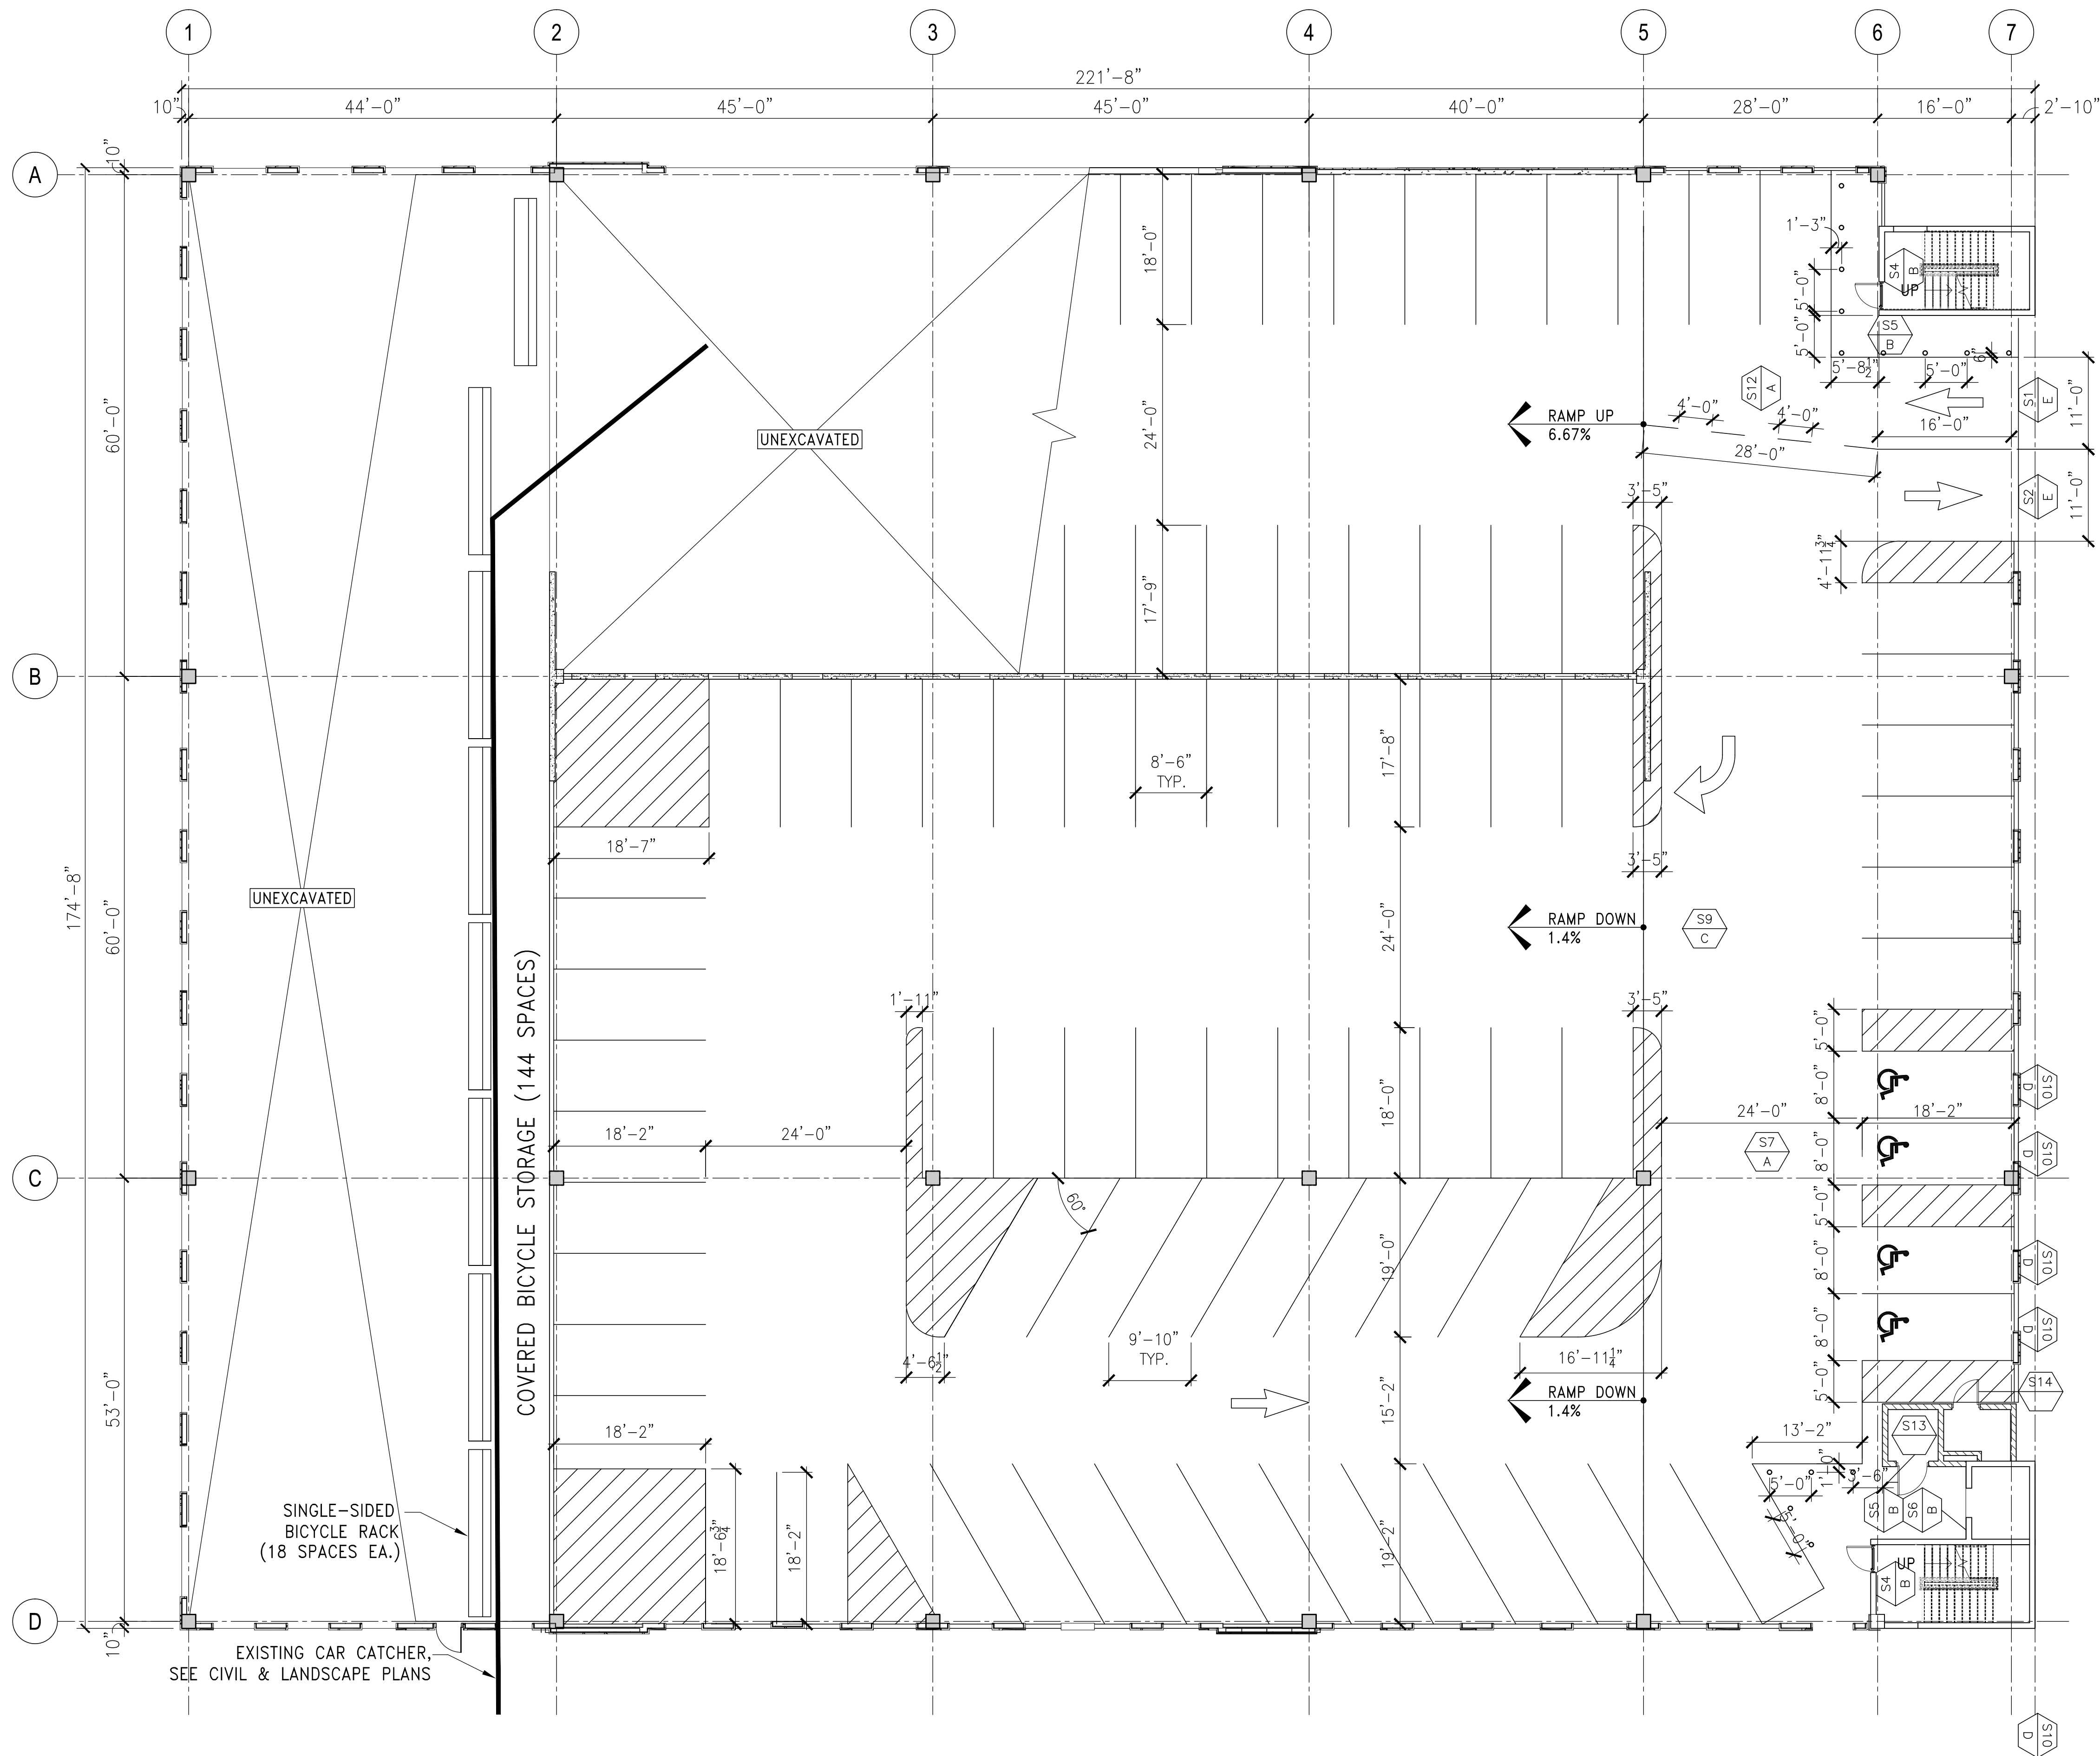 1
2
3
4
5
6
7
221'-8"
10"
44'-0"
45'-0"
45'-0"
40'-0"
28'-0"
16'-0"
2'-10"
10"
A
18'-0"
1'-3"
S4
B
UP
5'-0"
5'-0"
S5
B
6"
5'-8½"
5'-0"
S12
A
S1
E
11'-0"
4'-0"
4'-0"
RAMP UP
6.67%
16'-0"
60'-0"
24'-0"
UNEXCAVATED
28'-0"
3'-5"
S2
E
11'-0"
4'-11¾"
17'-9"
B
17'-8"
8'-6"
TYP.
18'-7"
3'-5"
174'-8"
60'-0"
UNEXCAVATED
24'-0"
RAMP DOWN
1.4%
S9
C
COVERED BICYCLE STORAGE (144 SPACES)
1'-11"
3'-5"
5'-0"
8'-0"
S10
D
18'-0"
24'-0"
18'-2"
18'-2"
24'-0"
S7
A
8'-0"
S10
D
C
60°
5'-0"
19'-0"
8'-0"
S10
D
8'-0"
S10
D
9'-10"
TYP.
4'-6½"
16'-11¼"
5'-0"
S14
RAMP DOWN
1.4%
53'-0"
15'-2"
18'-2"
13'-2"
S13
1'-0"
5'-0"
S5
B
S6
B
SINGLE-SIDED
BICYCLE RACK
(18 SPACES EA.)
18'-6¾"
18'-2"
19'-2"
5'-0"
UP
S4
B
D
10"
EXISTING CAR CATCHER,
SEE CIVIL & LANDSCAPE PLANS
S10
D